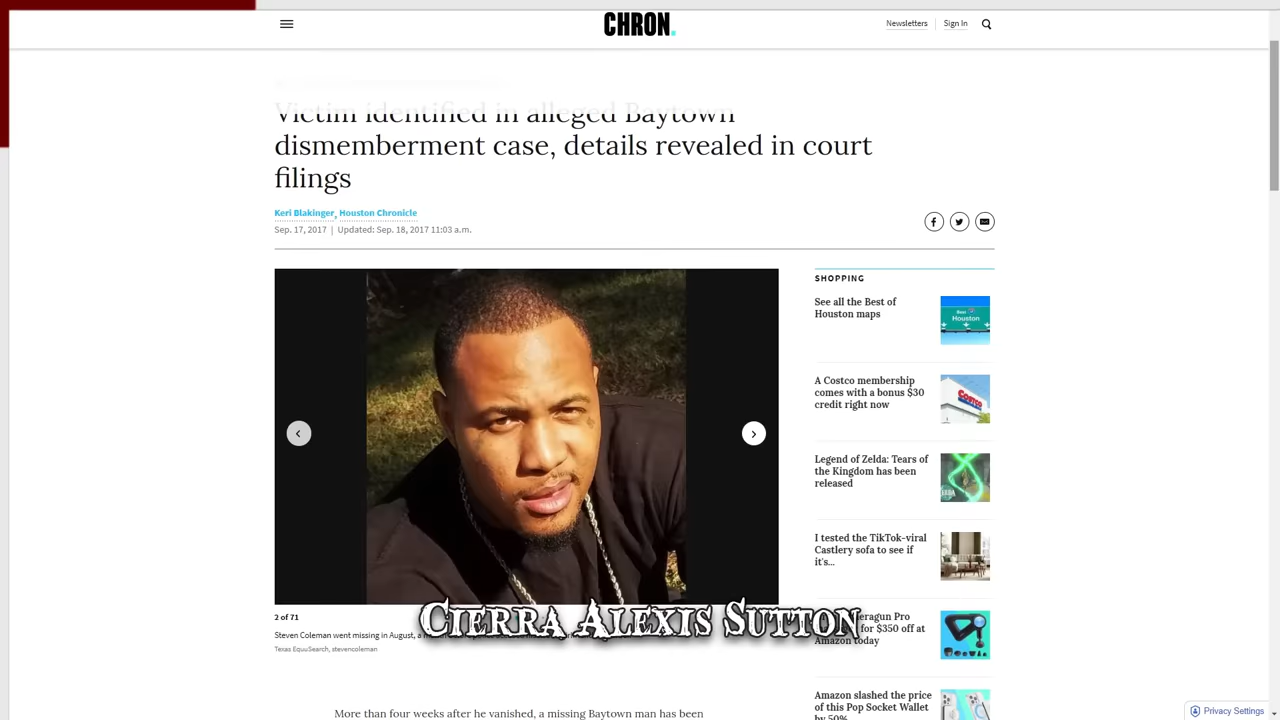 CHRON.
Newsletters
Sign In
Victim identified in alleged Baytown
dismemberment case, details revealed in court
filings
Keri Blakinger, Houston Chronicle
Sep. 17, 2017 | Updated: Sep. 18, 2017 11:03 a.m.
SHOPPING
See all the Best of
Houston maps
A Costco membership
comes with a bonus $30
credit right now
Legend of Zelda: Tears of
the Kingdom has been
released
I tested the TikTok-viral
Castlery sofa to see if
it's...
Pro
for $350 off at
Amazon today
Amazon slashed the price
of this Pop Socket Wallet
by 50%
2 of 71
Steven Coleman went missing in August, a
Texas EquuSearch, stevencoleman
Cierra Alexis Sutton
More than four weeks after he vanished, a missing Baytown man has been
Privacy Settings